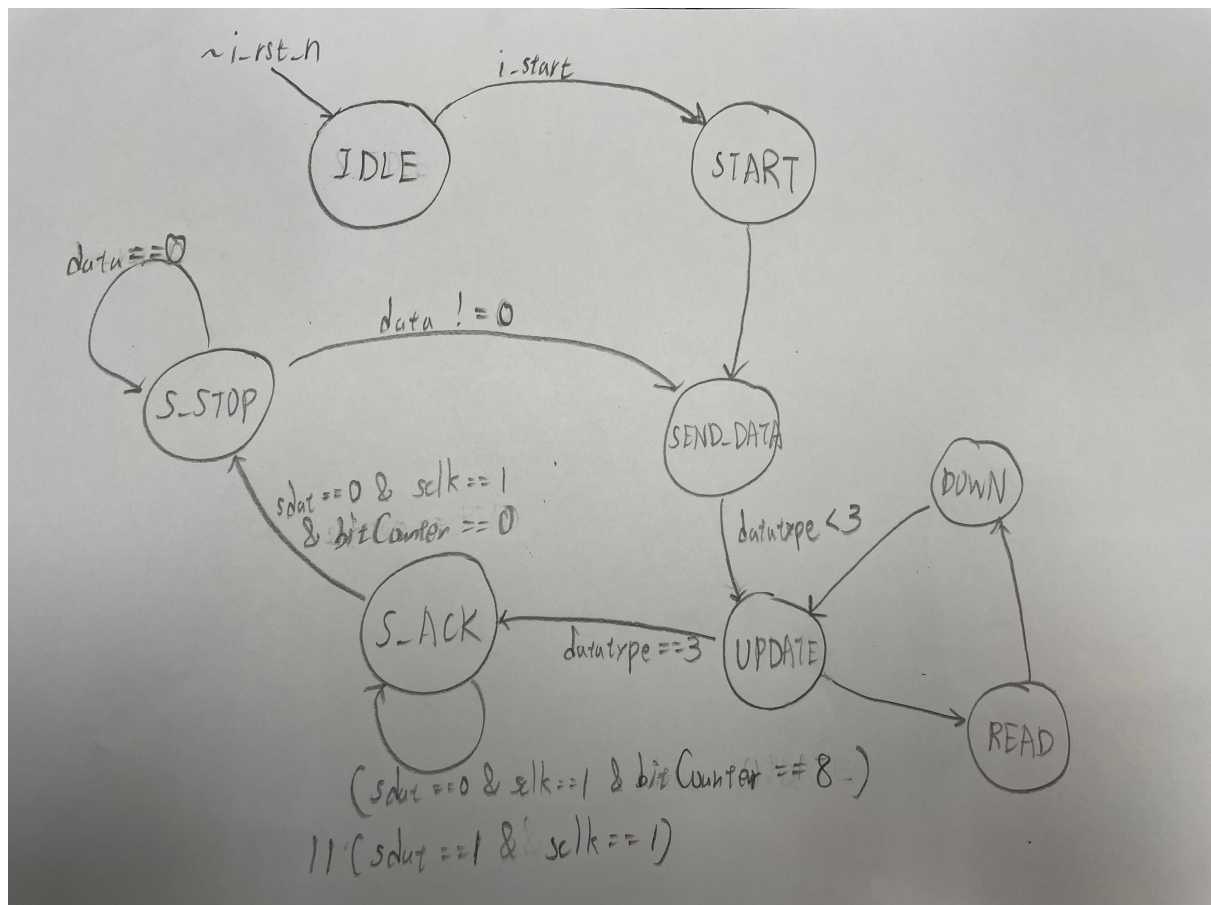 ~i_rst_n
i_start
IDLE
START
data==0
data != 0
S_STOP
SEND_DATA
DOWN
sdat==0 & sclk==1
& bitCounter==0
datatype<3
S_ACK
datatype==3
UPDATE
READ
(sdat==0 & sclk==1 & bitCounter==8)
||(sdat==1 & sclk==1)